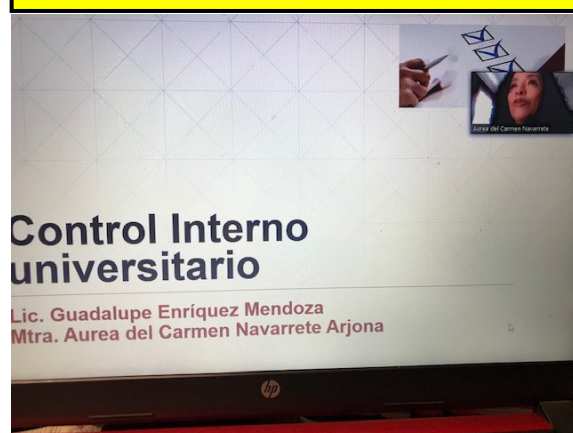 Aurea del Carmen Navarrete
Control Interno
universitario
Lic. Guadalupe Enríquez Mendoza
Mtra. Aurea del Carmen Navarrete Arjona
hp